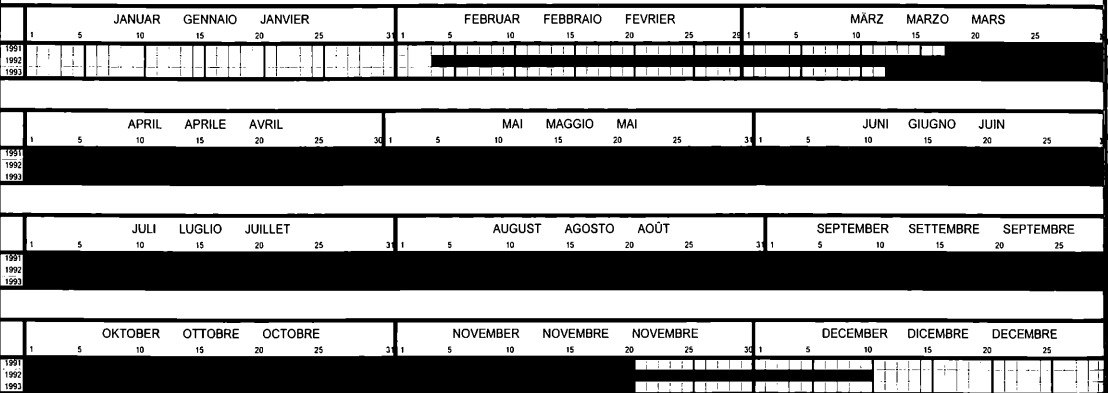 JANUAR GENNAIO JANVIER FEBRUAR FEBBRAIO FEVRIER MÄRZ MARZO MARS
1 5 10 15 20 25 31 1 5 10 15 20 25 29 1 5 10 15 20 25
1991
1992
1993
APRIL APRILE AVRIL MAI MAGGIO MAI JUNI GIUGNO JUIN
1 5 10 15 20 25 30 1 5 10 15 20 25 31 1 5 10 15 20 25
1991
1992
1993
JULI LUGLIO JUILLET AUGUST AGOSTO AOÛT SEPTEMBER SETTEMBRE SEPTEMBRE
1 5 10 15 20 25 31 1 5 10 15 20 25 31 1 5 10 15 20 25
1991
1992
1993
OKTOBER OTTOBRE OCTOBRE NOVEMBER NOVEMBRE NOVEMBRE DECEMBER DICEMBRE DECEMBRE
1 5 10 15 20 25 31 1 5 10 15 20 25 30 1 5 10 15 20 25
1991
1992
1993